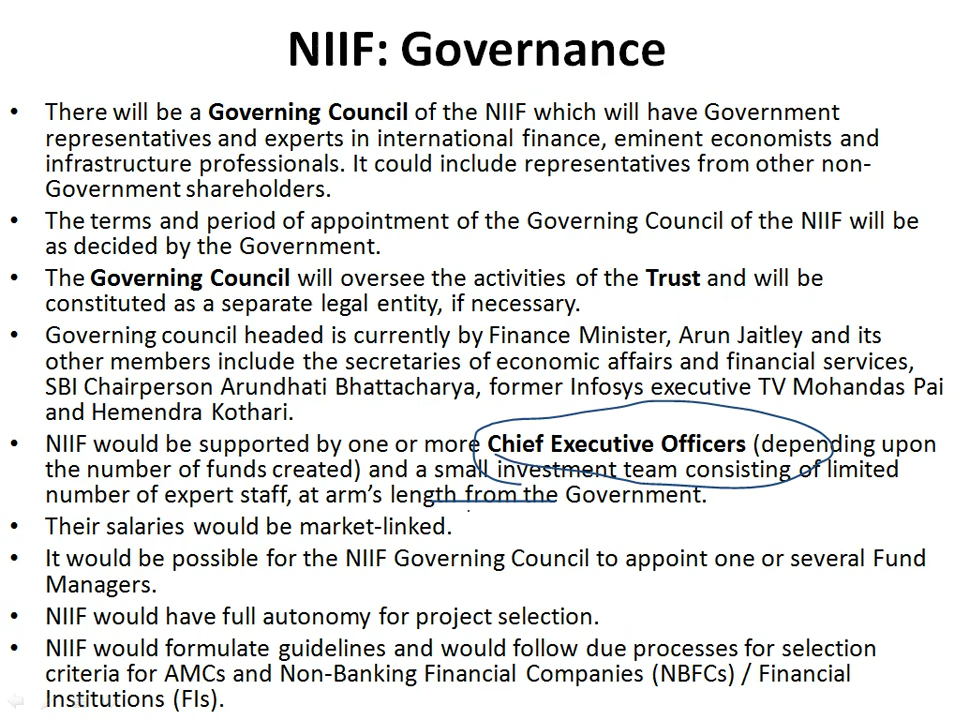 NIIF: Governance
• There will be a Governing Council of the NIIF which will have Government
representatives and experts in international finance, eminent economists and
infrastructure professionals. It could include representatives from other non-
Government shareholders.
• The terms and period of appointment of the Governing Council of the NIIF will be
as decided by the Government.
• The Governing Council will oversee the activities of the Trust and will be
constituted as a separate legal entity, if necessary.
• Governing council headed is currently by Finance Minister, Arun Jaitley and its
other members include the secretaries of economic affairs and financial services,
SBI Chairperson Arundhati Bhattacharya, former Infosys executive TV Mohandas Pai
and Hemendra Kothari.
• NIIF would be supported by one or more Chief Executive Officers (depending upon
the number of funds created) and a small investment team consisting of limited
number of expert staff, at arm's length from the Government.
• Their salaries would be market-linked.
• It would be possible for the NIIF Governing Council to appoint one or several Fund
Managers.
• NIIF would have full autonomy for project selection.
• NIIF would formulate guidelines and would follow due processes for selection
criteria for AMCs and Non-Banking Financial Companies (NBFCs) / Financial
Institutions (FIs).